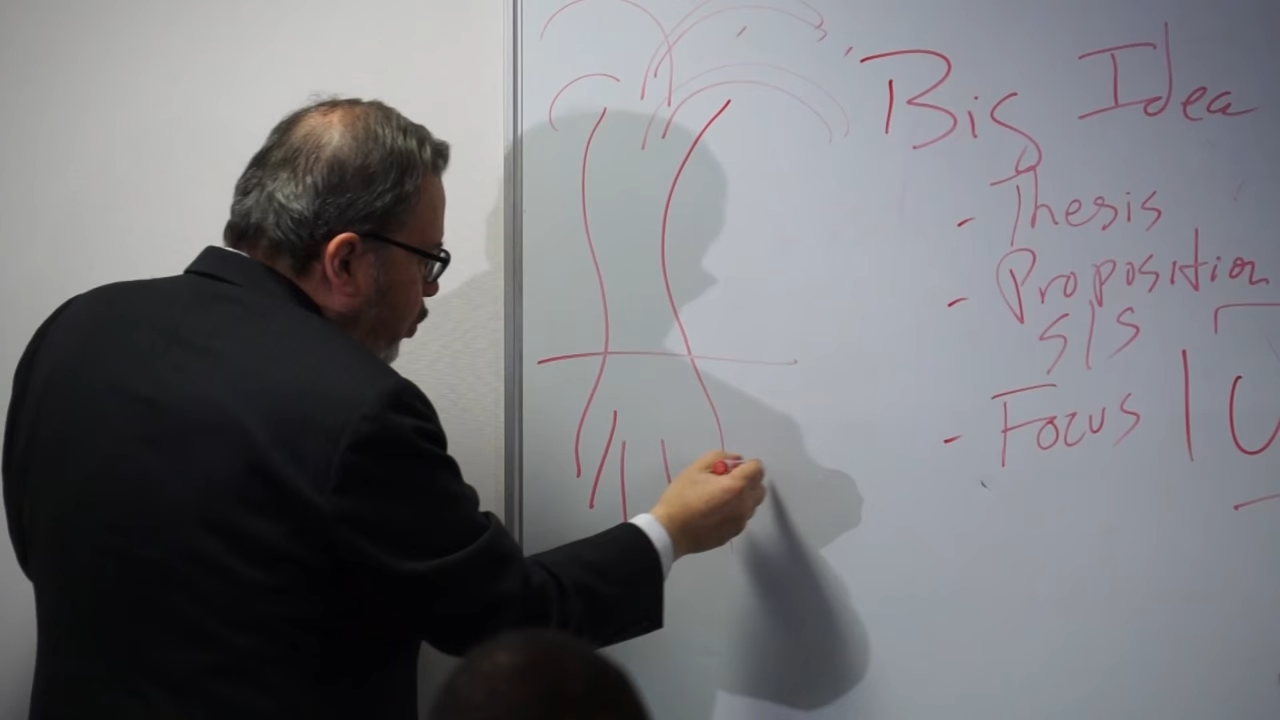 Big Idea
- Thesis
- Proposition
S/S
- Focus |